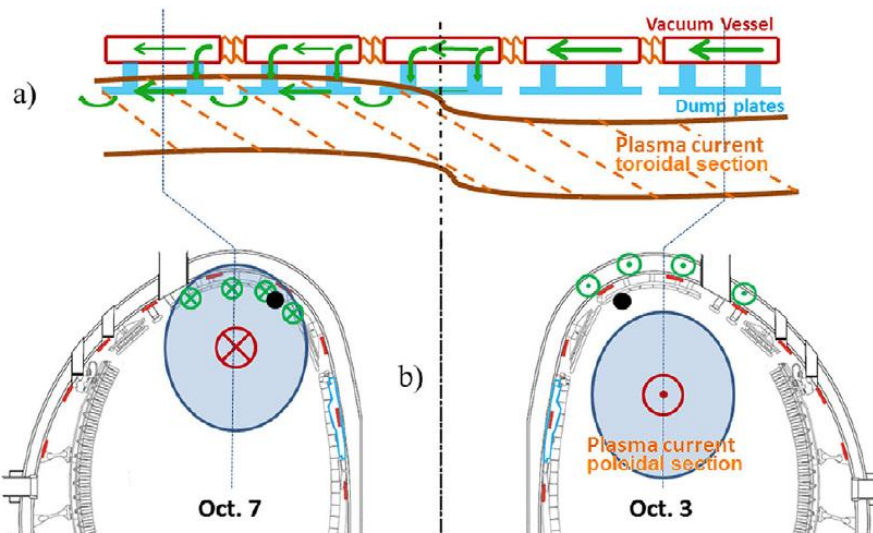 Vacuum Vessel
a)
Dump plates
Plasma current
toroidal section
b)
Plasma current
poloidal section
Oct. 7
Oct. 3